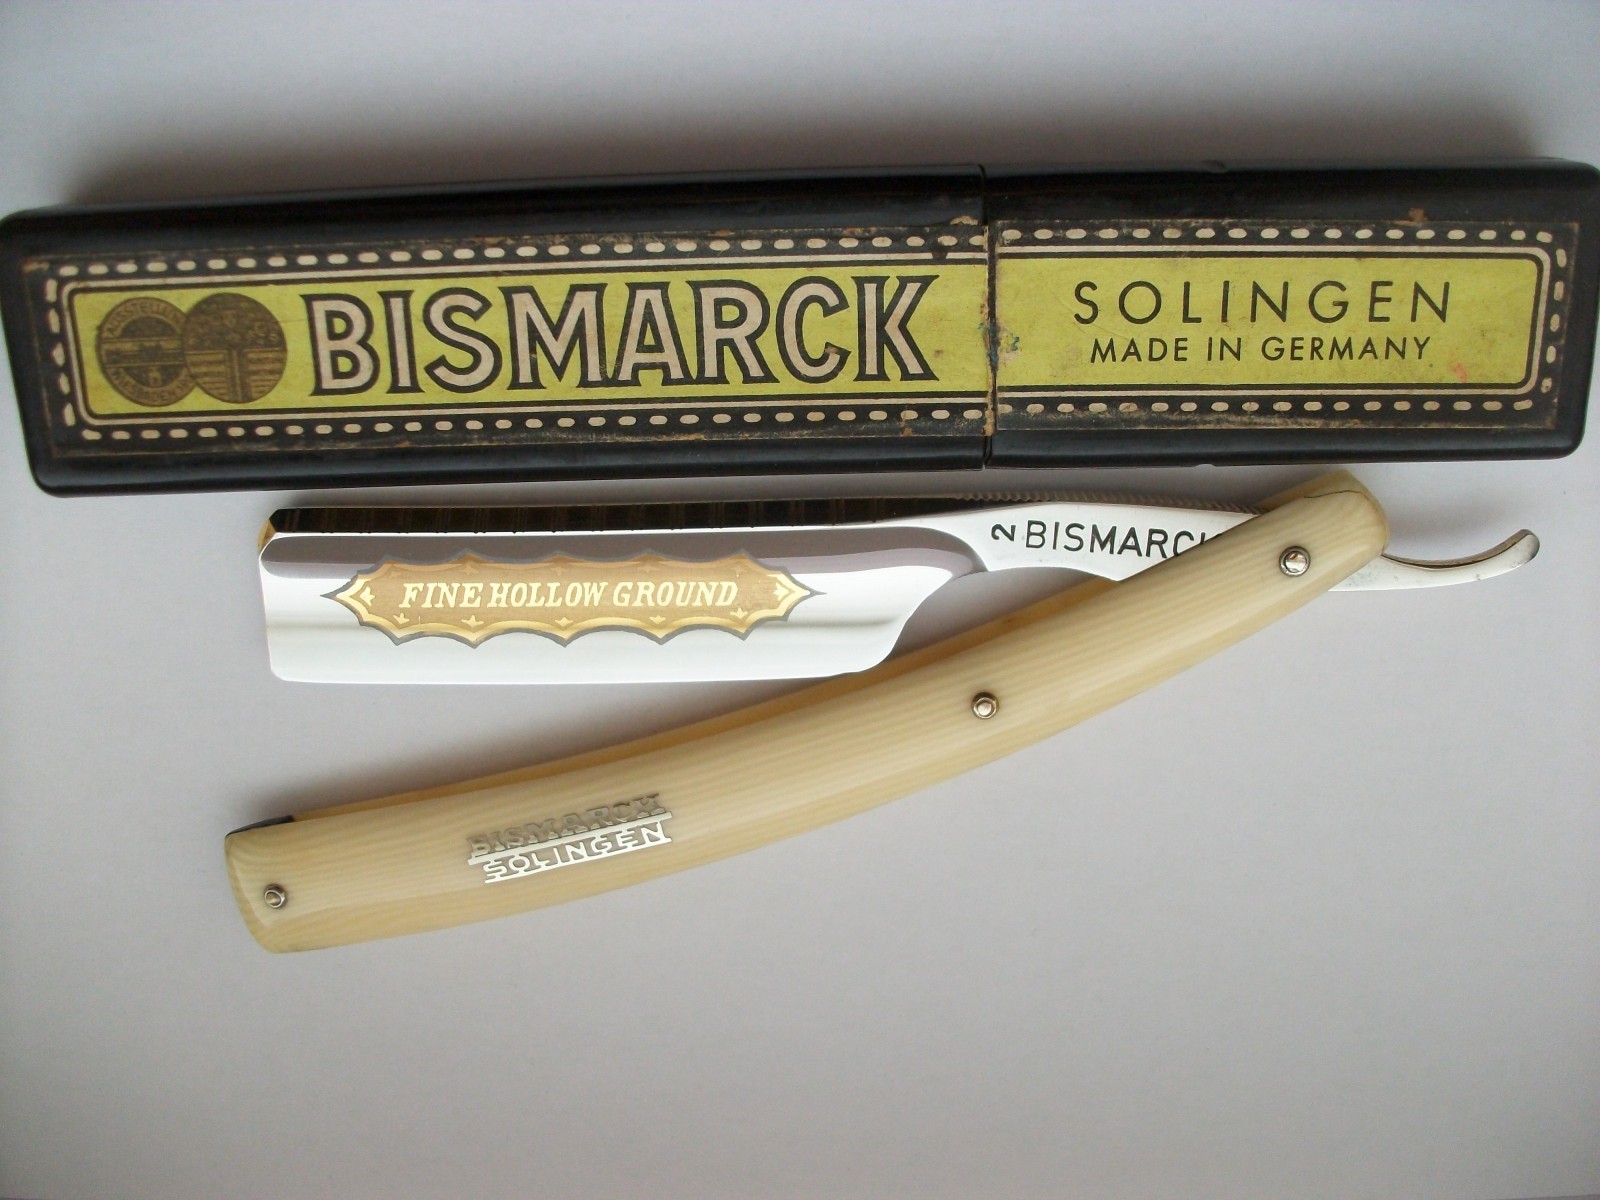 BISMARCK
SOLINGEN
MADE IN GERMANY
2 BISMARCK
FINE HOLLOW GROUND
BISMARCK
SOLINGEN